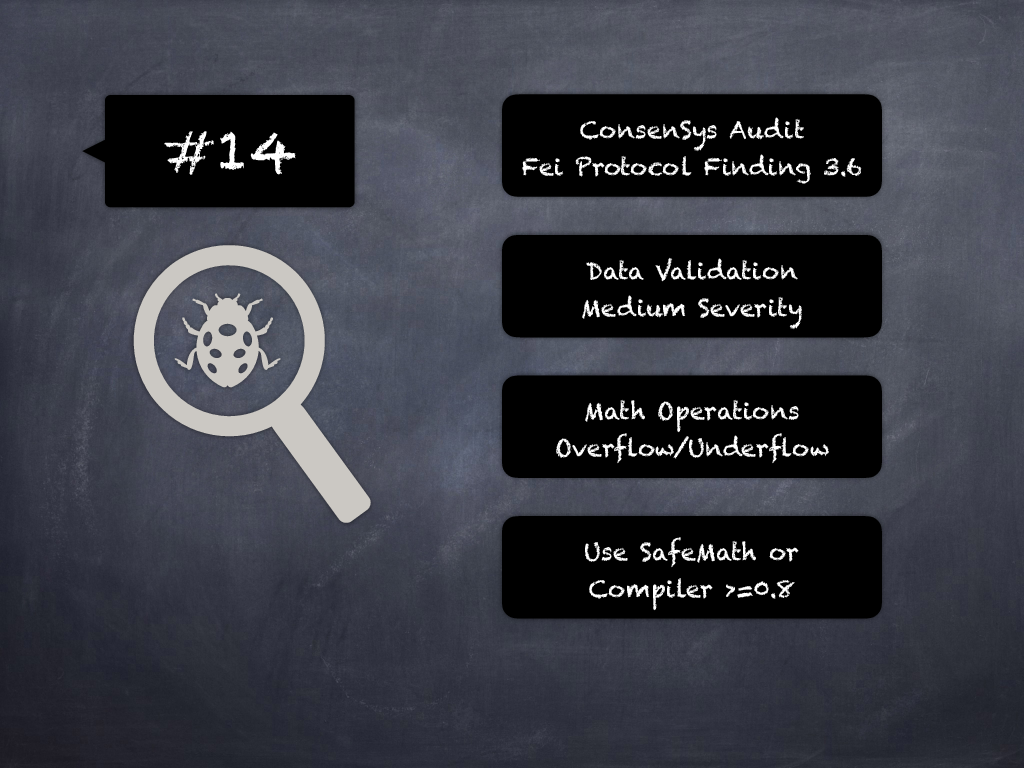 #14
ConsenSys Audit
Fei Protocol Finding 3.6
Data Validation
Medium Severity
Math Operations
Overflow/Underflow
Use SafeMath or
Compiler >=0.8